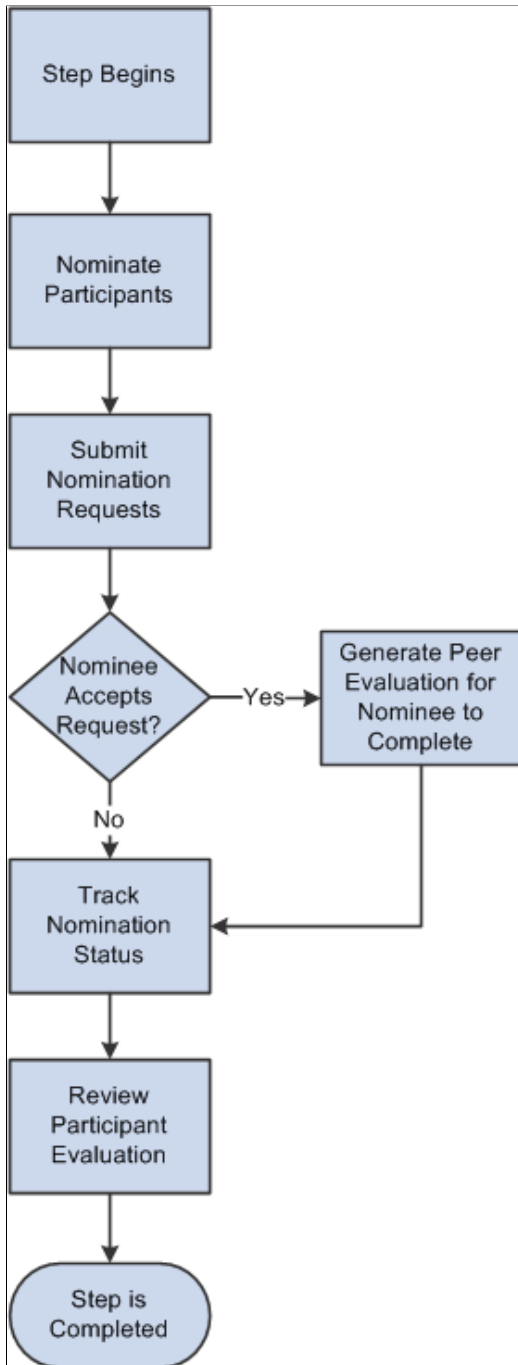 Step Begins
Nominate
Participants
Submit
Nomination
Requests
Nominee
Accepts
Request?
Yes
Generate Peer
Evaluation for
Nominee to
Complete
No
Track
Nomination
Status
Review
Participant
Evaluation
Step is
Completed